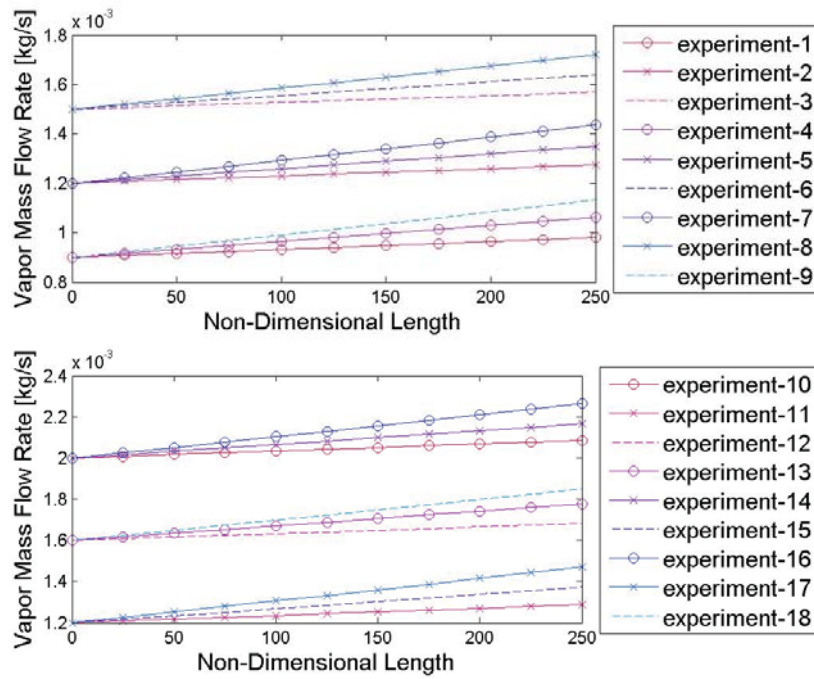 x 10⁻³
1.8
1.6
1.4
1.2
1
0.8
0 50 100 150 200 250
Vapor Mass Flow Rate [kg/s]
Non-Dimensional Length
experiment-1
experiment-2
experiment-3
experiment-4
experiment-5
experiment-6
experiment-7
experiment-8
experiment-9
x 10⁻³
2.4
2.2
2
1.8
1.6
1.4
1.2
0 50 100 150 200 250
Vapor Mass Flow Rate [kg/s]
Non-Dimensional Length
experiment-10
experiment-11
experiment-12
experiment-13
experiment-14
experiment-15
experiment-16
experiment-17
experiment-18